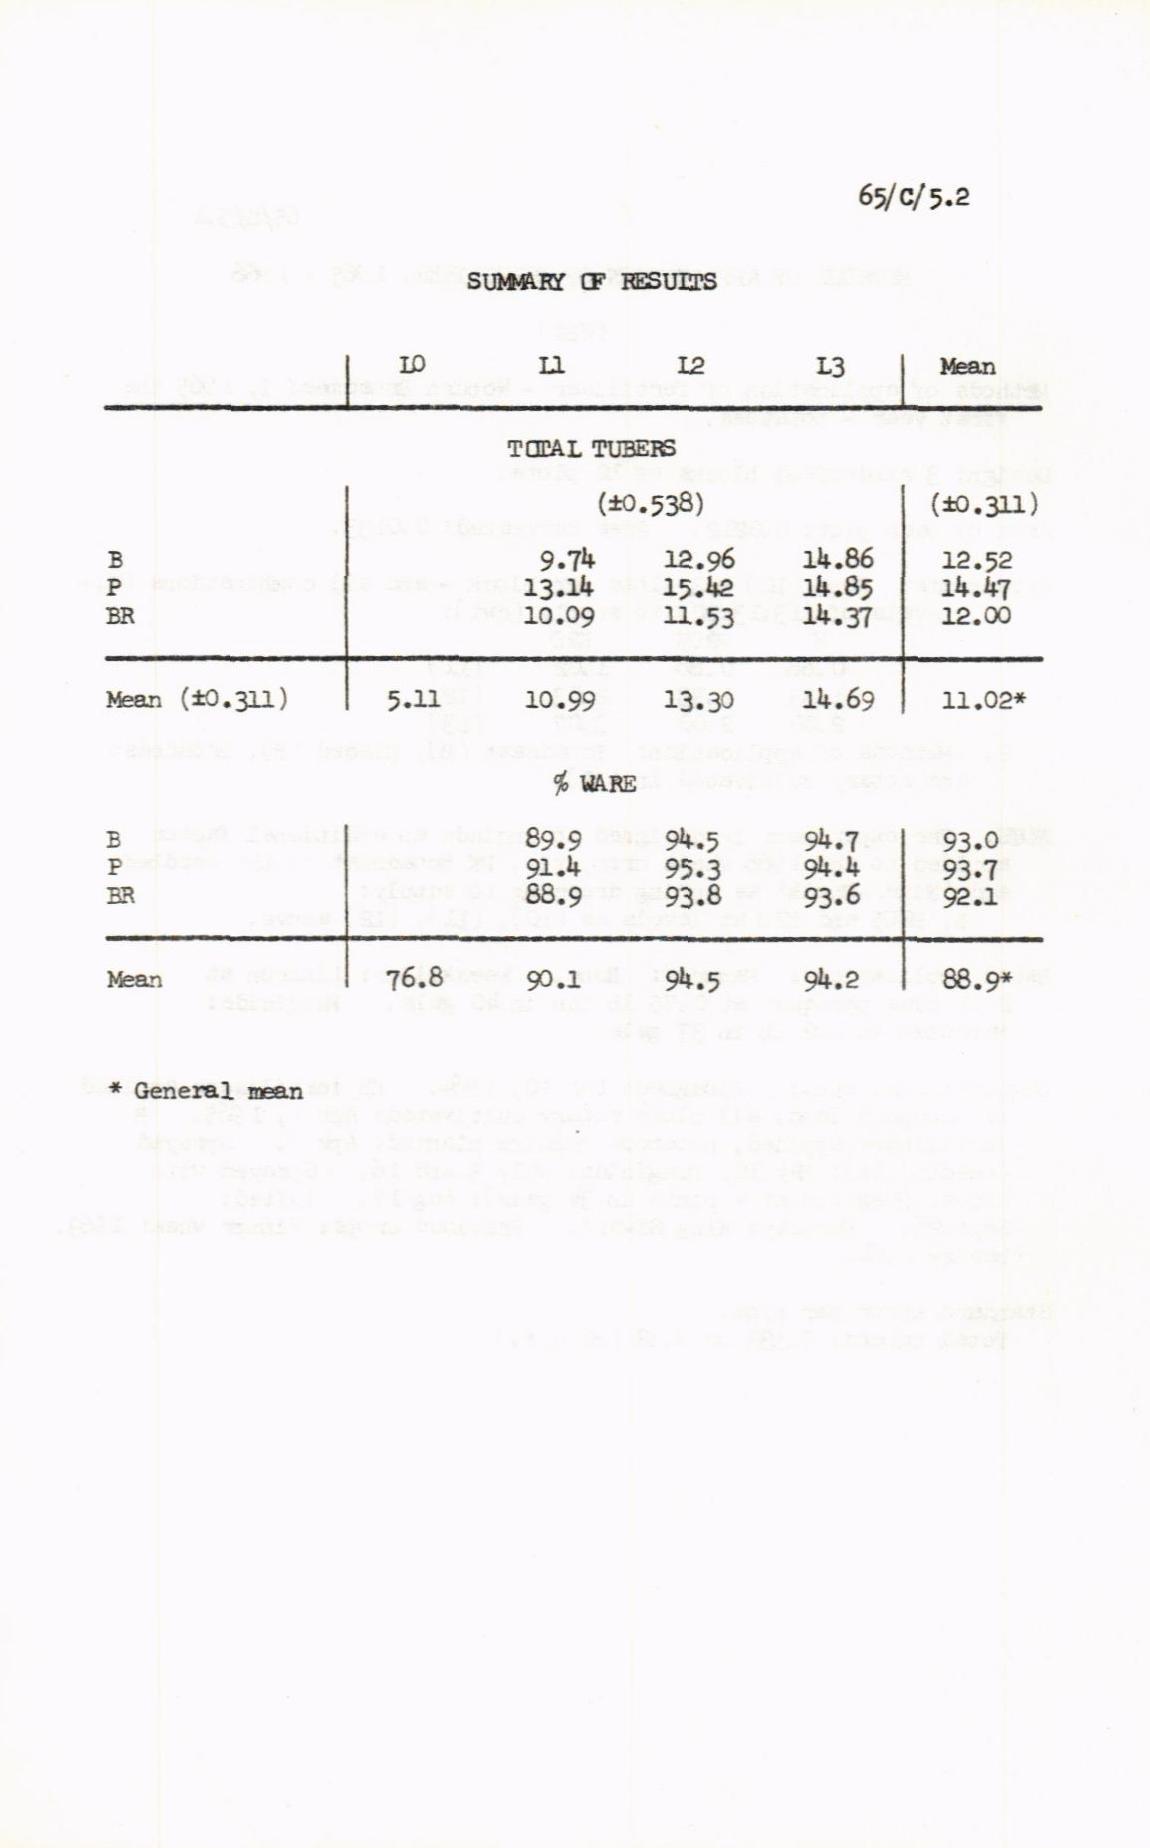 65/C/5.2
SUMMARY OF RESULTS
L0 L1 L2 L3 Mean
TOTAL TUBERS
(±0.538) (±0.311)
B 9.74 12.96 14.86 12.52
P 13.14 15.42 14.85 14.47
BR 10.09 11.53 14.37 12.00
Mean (±0.311) 5.11 10.99 13.30 14.69 11.02*
% WARE
B 89.9 94.5 94.7 93.0
P 91.4 95.3 94.4 93.7
BR 88.9 93.8 93.6 92.1
Mean 76.8 90.1 94.5 94.2 88.9*
* General mean